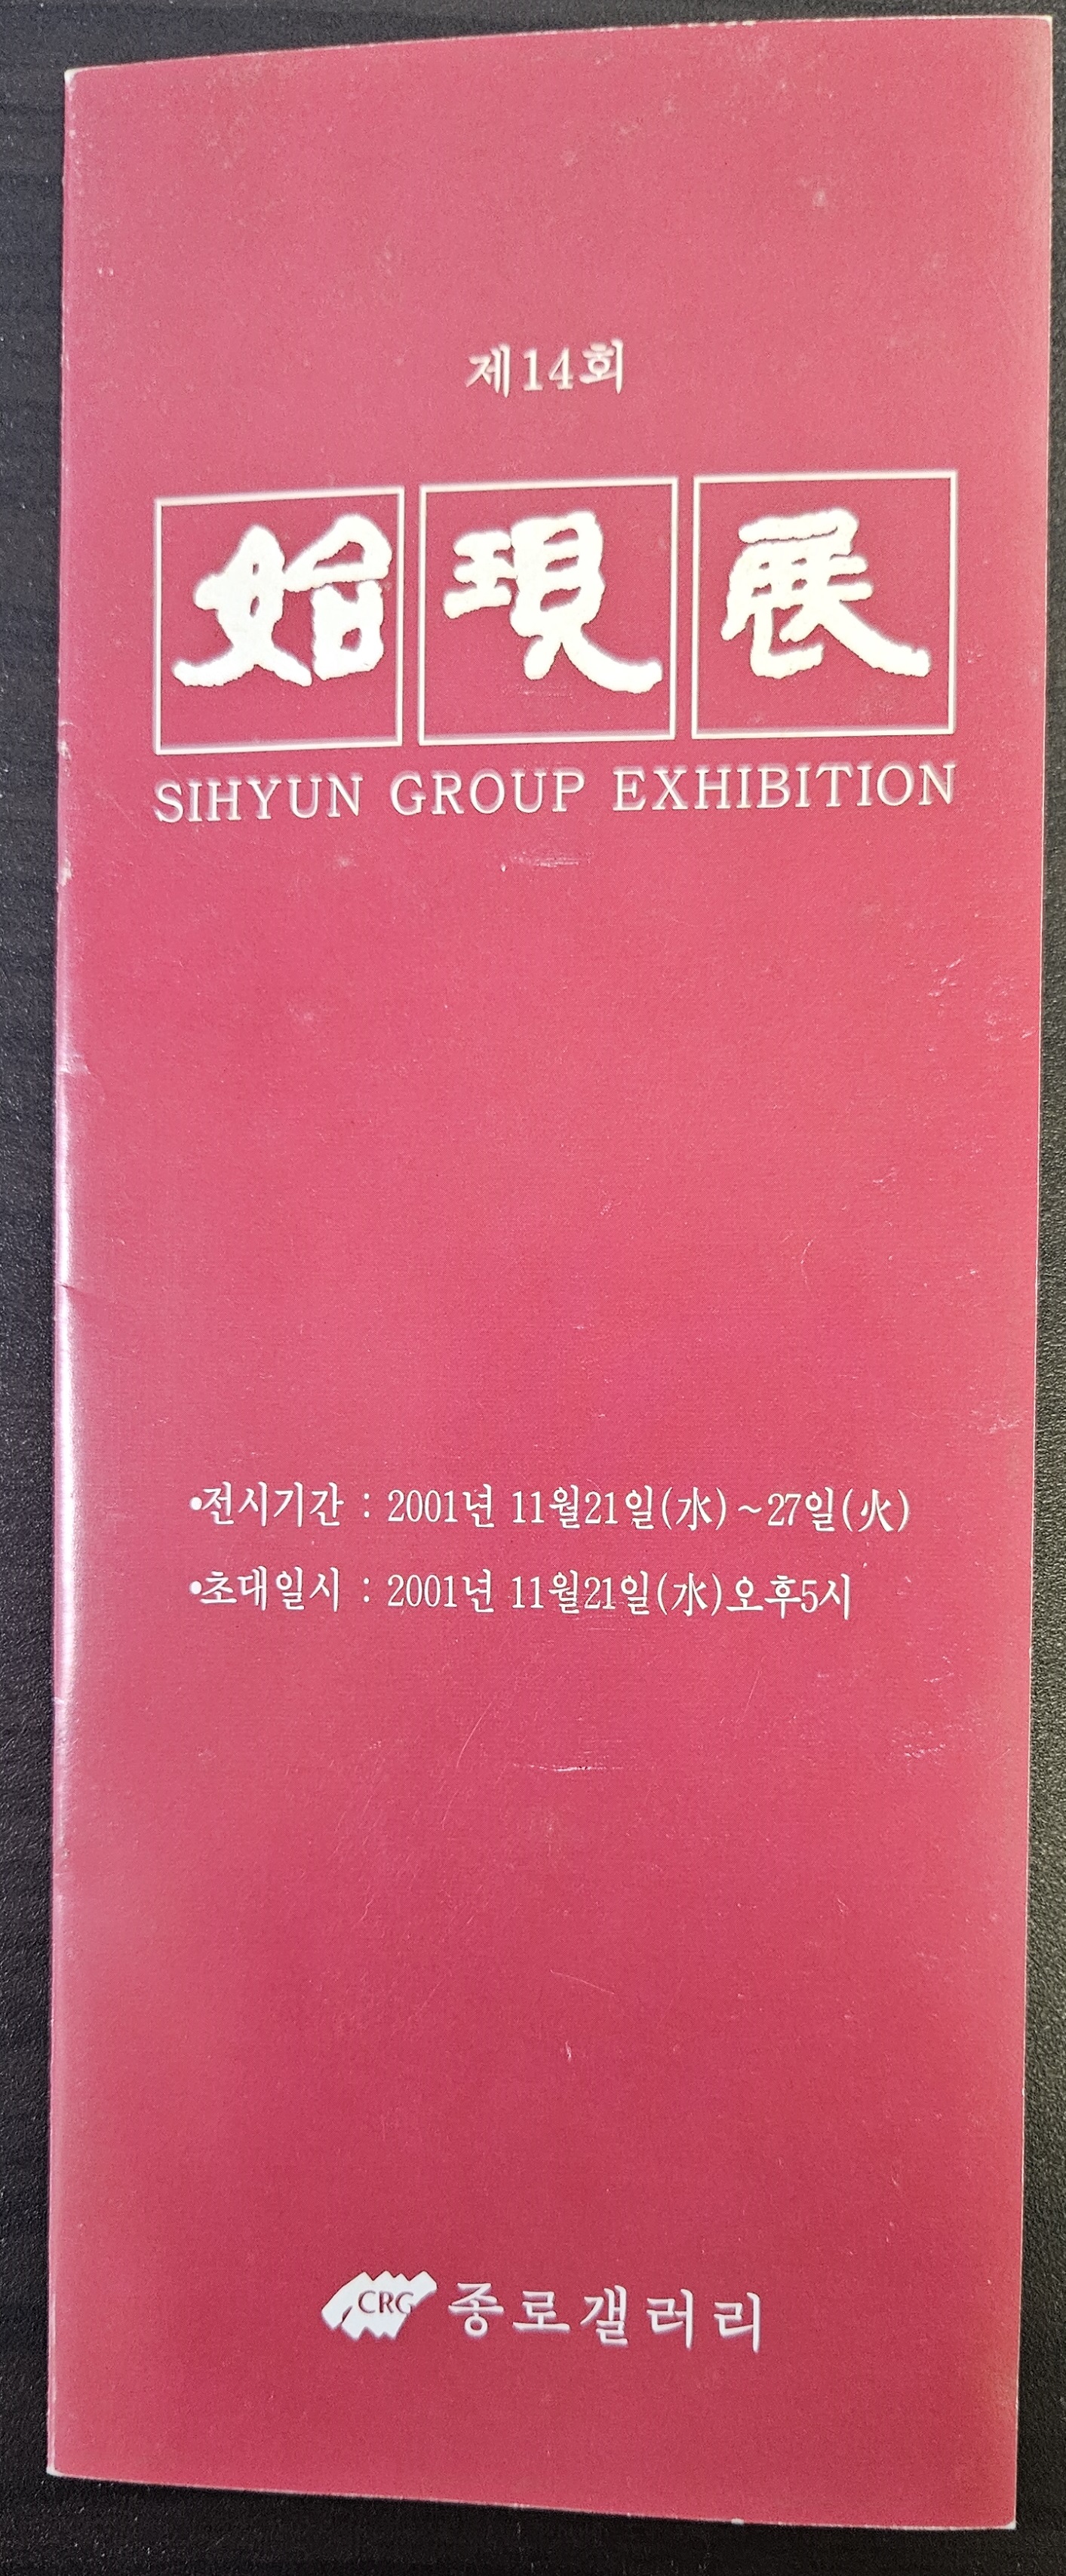 제14회
始現展
SIHYUN GROUP EXHIBITION
•전시기간 : 2001년 11월21일(水)~27일(火)
•초대일시 : 2001년 11월21일(水)오후5시
CRG 종로갤러리